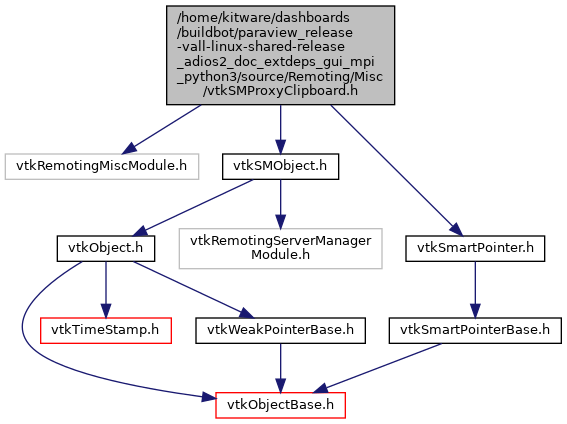 /home/kitware/dashboards
/buildbot/paraview_release
-vall-linux-shared-release
_adios2_doc_extdeps_gui_mpi
_python3/source/Remoting/Misc
/vtkSMProxyClipboard.h
vtkRemotingMiscModule.h
vtkSMObject.h
vtkObject.h
vtkRemotingServerManager
Module.h
vtkSmartPointer.h
vtkTimeStamp.h
vtkWeakPointerBase.h
vtkSmartPointerBase.h
vtkObjectBase.h